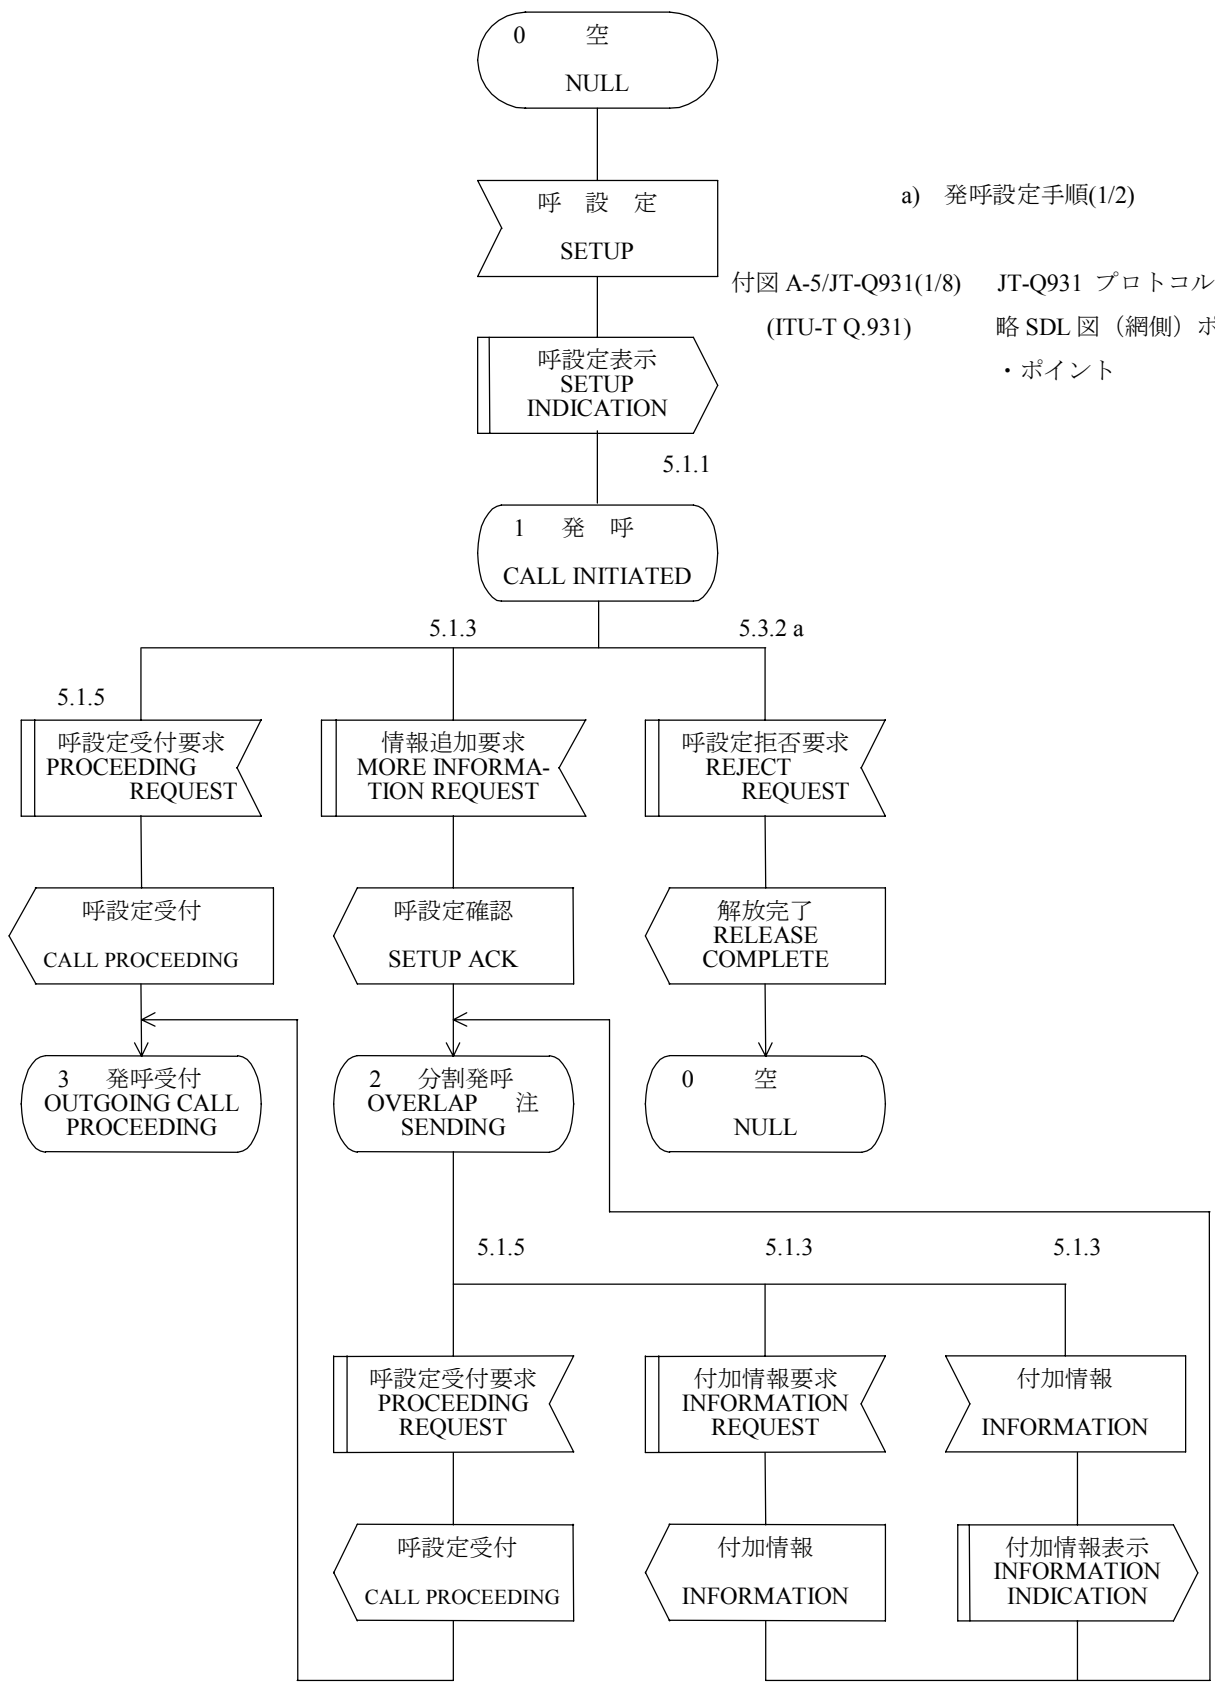 0 空
NULL
呼 設 定
SETUP
a) 発呼設定手順(1/2)
付図 A-5/JT-Q931(1/8) JT-Q931 プロトコル
(ITU-T Q.931) 略 SDL 図（網側）ポ
・ポイント
呼設定表示
SETUP
INDICATION
5.1.1
1 発 呼
CALL INITIATED
5.1.3 5.3.2 a
5.1.5
呼設定受付要求
PROCEEDING
REQUEST
情報追加要求
MORE INFORMA-
TION REQUEST
呼設定拒否要求
REJECT
REQUEST
呼設定受付
CALL PROCEEDING
呼設定確認
SETUP ACK
解放完了
RELEASE
COMPLETE
3 発呼受付
OUTGOING CALL
PROCEEDING
2 分割発呼
OVERLAP 注
SENDING
0 空
NULL
5.1.5 5.1.3 5.1.3
呼設定受付要求
PROCEEDING
REQUEST
付加情報要求
INFORMATION
REQUEST
付加情報
INFORMATION
呼設定受付
CALL PROCEEDING
付加情報
INFORMATION
付加情報表示
INFORMATION
INDICATION